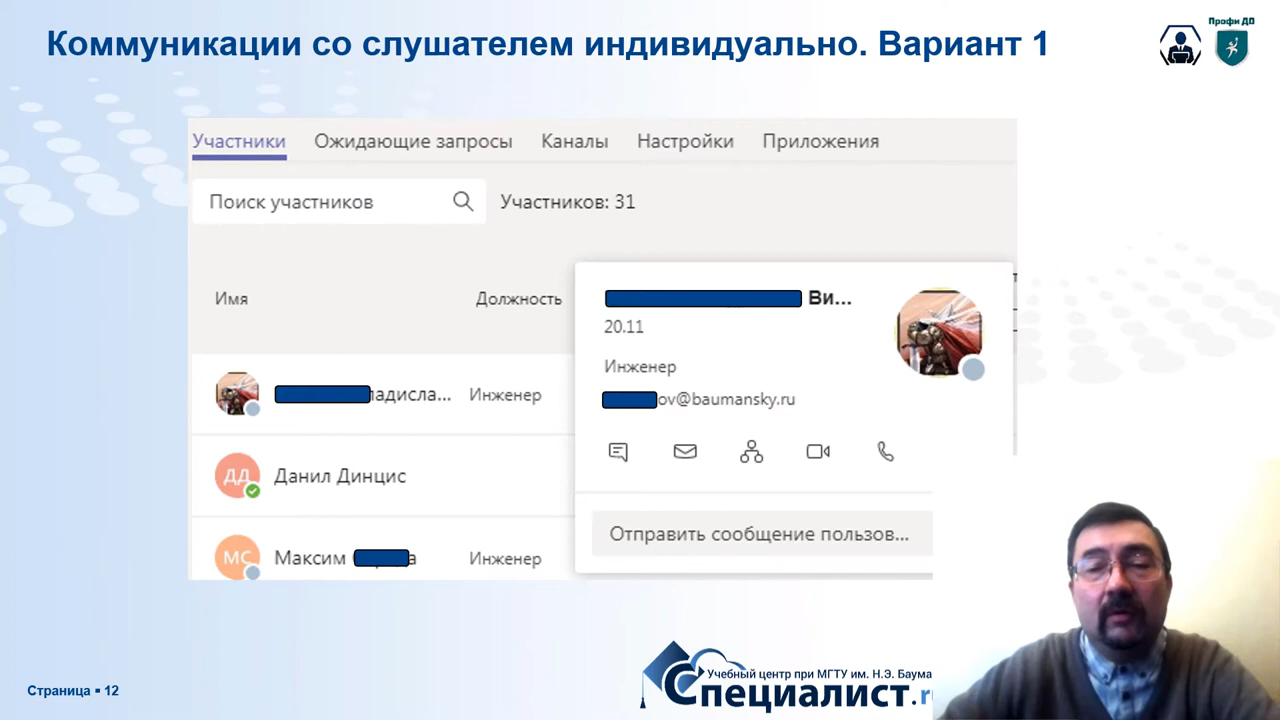 Коммуникации со слушателем индивидуально. Вариант 1
Профи ДО
Участники Ожидающие запросы Каналы Настройки Приложения
Поиск участников Участников: 31
Имя Должность
Ви...
20.11
Инженер
ov@baumansky.ru
адисла... Инженер
ДД Данил Динцис
Отправить сообщение пользов...
МС Максим а Инженер
Учебный центр при МГТУ им. Н.Э. Баума
Специалист.r
Страница ▪ 12